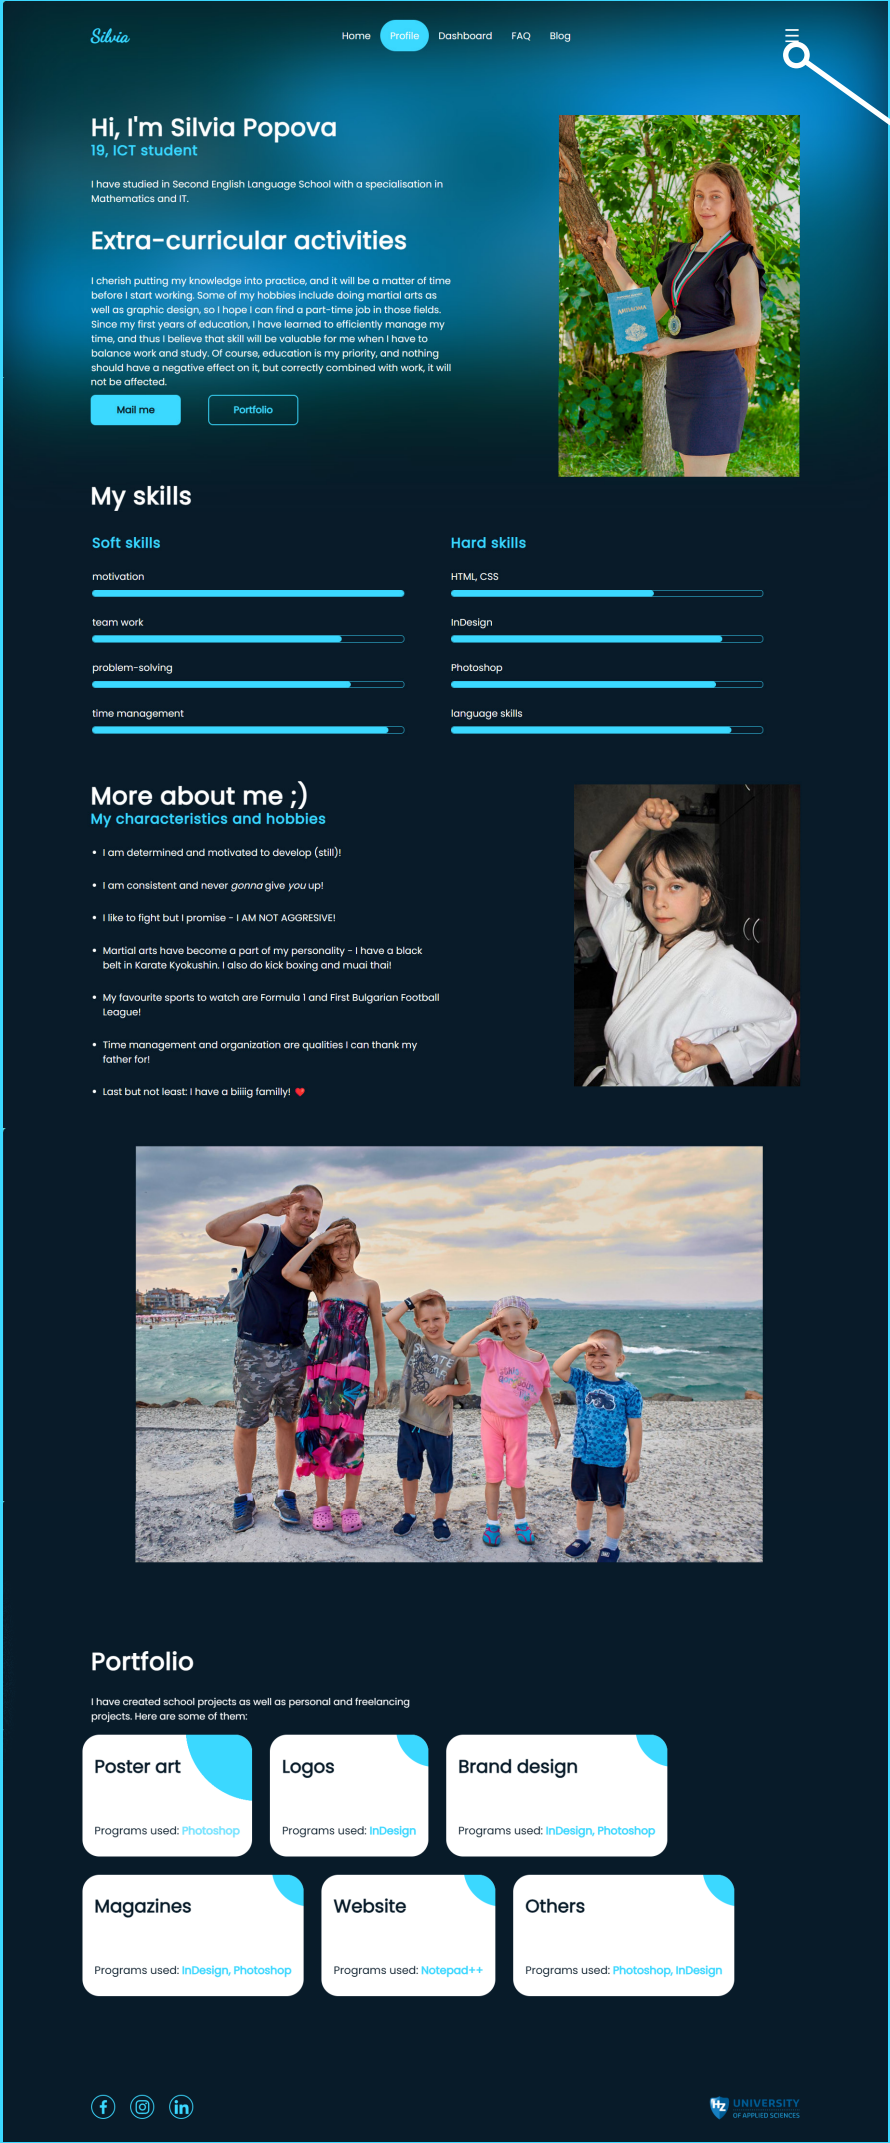 Silvia
Home Profile Dashboard FAQ Blog
Hi, I'm Silvia Popova
19, ICT student
I have studied in Second English Language School with a specialisation in
Mathematics and IT.
Extra-curricular activities
I cherish putting my knowledge into practice, and it will be a matter of time
before I start working. Some of my hobbies include doing martial arts as
well as graphic design, so I hope I can find a part-time job in those fields.
Since my first years of education, I have learned to efficiently manage my
time, and thus I believe that skill will be valuable for me when I have to
balance work and study. Of course, education is my priority, and nothing
should have a negative effect on it, but correctly combined with work, it will
not be affected.
Mail me
Portfolio
ДИПЛОМА
My skills
Soft skills
motivation
team work
problem-solving
time management
Hard skills
HTML, CSS
InDesign
Photoshop
language skills
More about me ;)
My characteristics and hobbies
• I am determined and motivated to develop (still)!
• I am consistent and never gonna give you up!
• I like to fight but I promise - I AM NOT AGGRESIVE!
• Martial arts have become a part of my personality - I have a black
belt in Karate Kyokushin. I also do kick boxing and muai thai!
• My favourite sports to watch are Formula 1 and First Bulgarian Football
League!
• Time management and organization are qualities I can thank my
father for!
• Last but not least: I have a biiiig familly! ❤️
Portfolio
I have created school projects as well as personal and freelancing
projects. Here are some of them:
Poster art
Programs used: Photoshop
Logos
Programs used: InDesign
Brand design
Programs used: InDesign, Photoshop
Magazines
Programs used: InDesign, Photoshop
Website
Programs used: Notepad++
Others
Programs used: Photoshop, InDesign
HZ UNIVERSITY
OF APPLIED SCIENCES